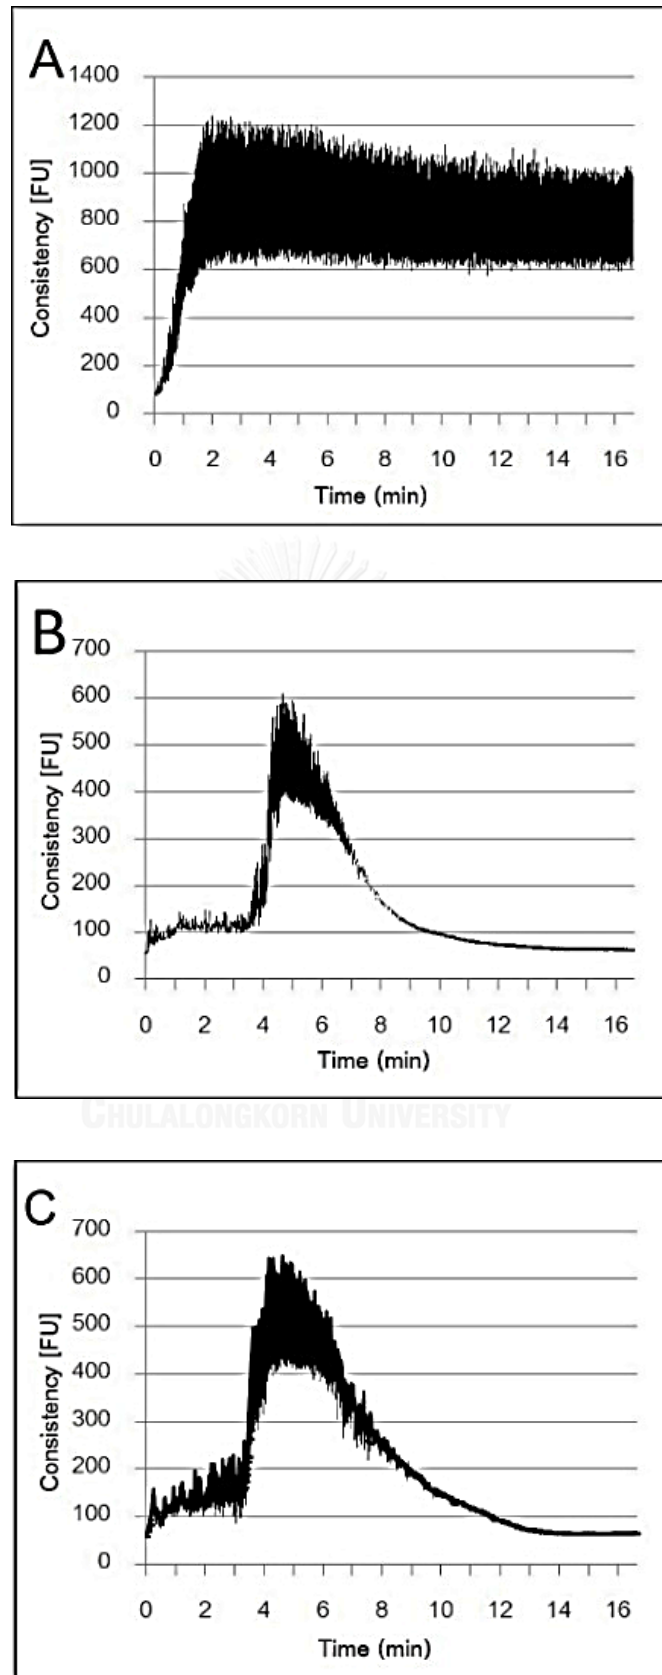 A
1400
1200
1000
800
600
400
200
0
Consistency [FU]
0 2 4 6 8 10 12 14 16
Time (min)
B
700
600
500
400
300
200
100
0
Consistency [FU]
0 2 4 6 8 10 12 14 16
Time (min)
CHULALONGKORN UNIVERSITY
C
700
600
500
400
300
200
100
0
Consistency [FU]
0 2 4 6 8 10 12 14 16
Time (min)